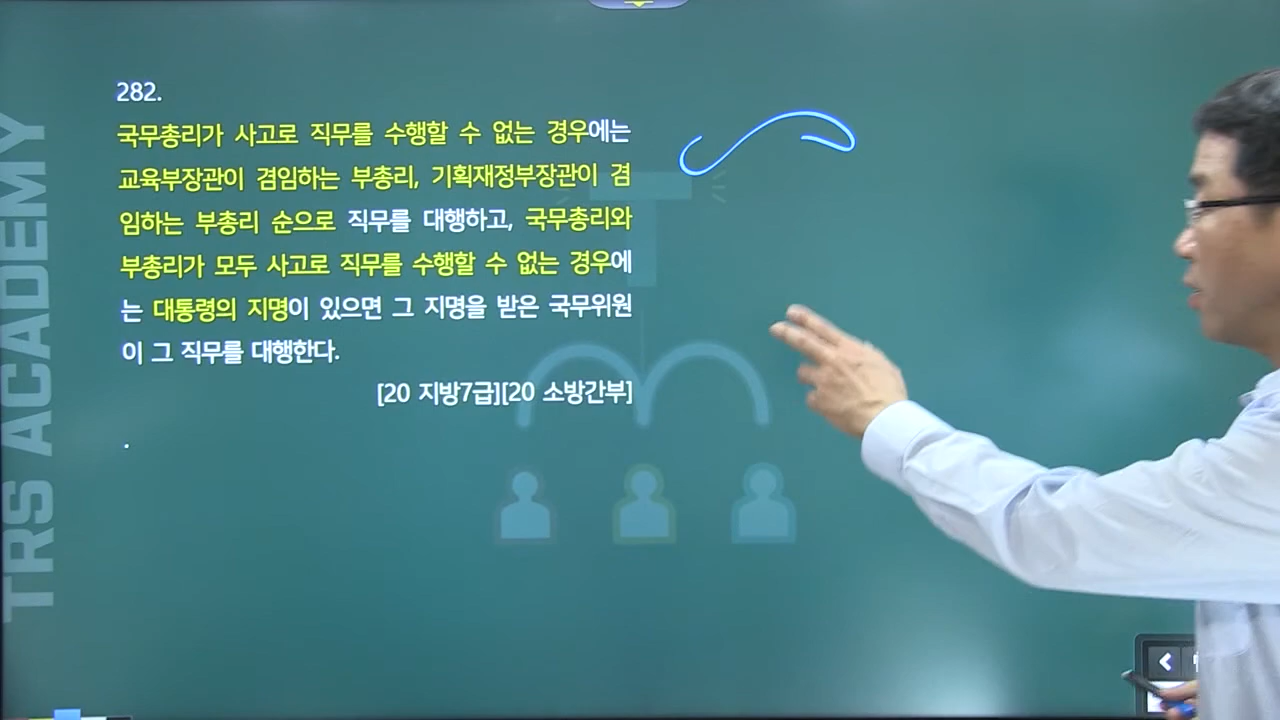 282.
국무총리가 사고로 직무를 수행할 수 없는 경우에는
교육부장관이 겸임하는 부총리, 기획재정부장관이 겸
임하는 부총리 순으로 직무를 대행하고, 국무총리와
부총리가 모두 사고로 직무를 수행할 수 없는 경우에
는 대통령의 지명이 있으면 그 지명을 받은 국무위원
이 그 직무를 대행한다.
[20 지방7급][20 소방간부]
.
TRS ACADEMY